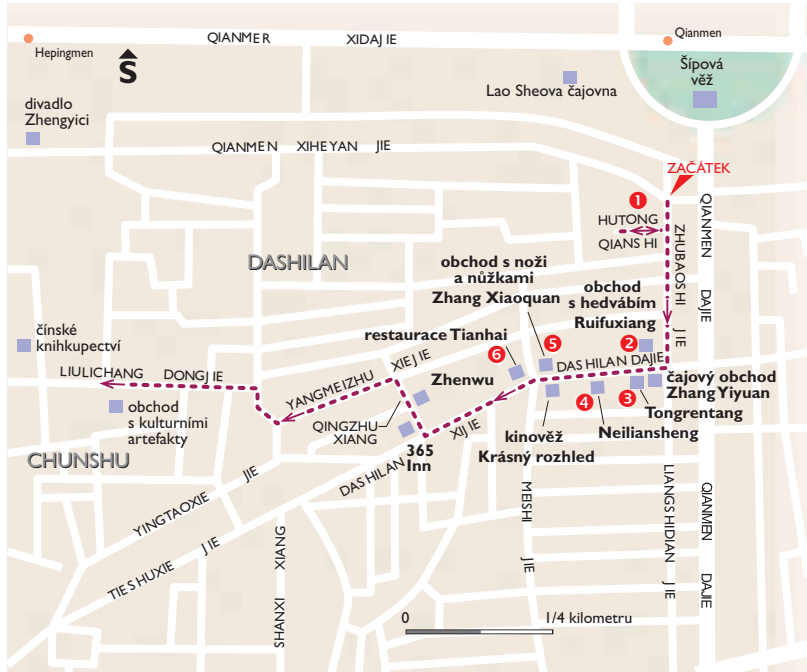 QIANMER XIDAJIE
Qianmen
Hepingmen
S
Šípová
věž
Lao Sheova čajovna
divadlo
Zhengyici
QIANMEN XIHEYAN JIE
ZAČÁTEK
1
HUTONG
QIANSHI
ZHUBAOSHI JIE
QIANMEN DAJIE
DASHILAN
obchod s noži
a nůžkami
Zhang Xiaoquan
obchod
s hedvábím
Ruifuxiang
čínské
knihkupectví
restaurace Tianhai
6
5
2
LIULICHANG DONGJIE
YANGMEIZHU XIEJIE
Zhenwu
DASHILAN DAJIE
čajový obchod
Zhang Yiyuan
3
Tongrentang
4
Neiliansheng
obchod
s kulturními
artefakty
QINGZHU
XIANG
kinověž
Krásný rozhled
365
Inn
DASHILAN XIJIE
CHUNSHU
YINGTAOXIE JIE
TIESHUXIE JIE
SHANXI XIANG
MEISHI JIE
LIANGSHIDIAN JIE
QIANMEN DAJIE
0 1/4 kilometru